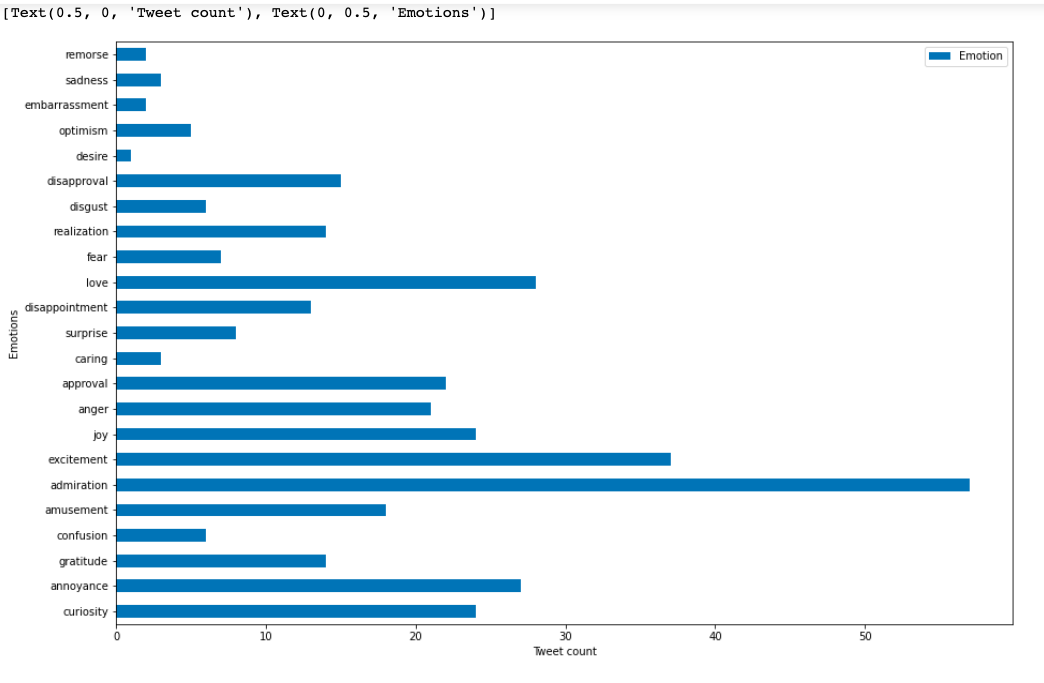 [Text(0.5, 0, 'Tweet count'), Text(0, 0.5, 'Emotions')]
Emotion
remorse
sadness
embarrassment
optimism
desire
disapproval
disgust
realization
fear
love
disappointment
surprise
caring
approval
anger
joy
excitement
admiration
amusement
confusion
gratitude
annoyance
curiosity
Emotions
0 10 20 30 40 50
Tweet count